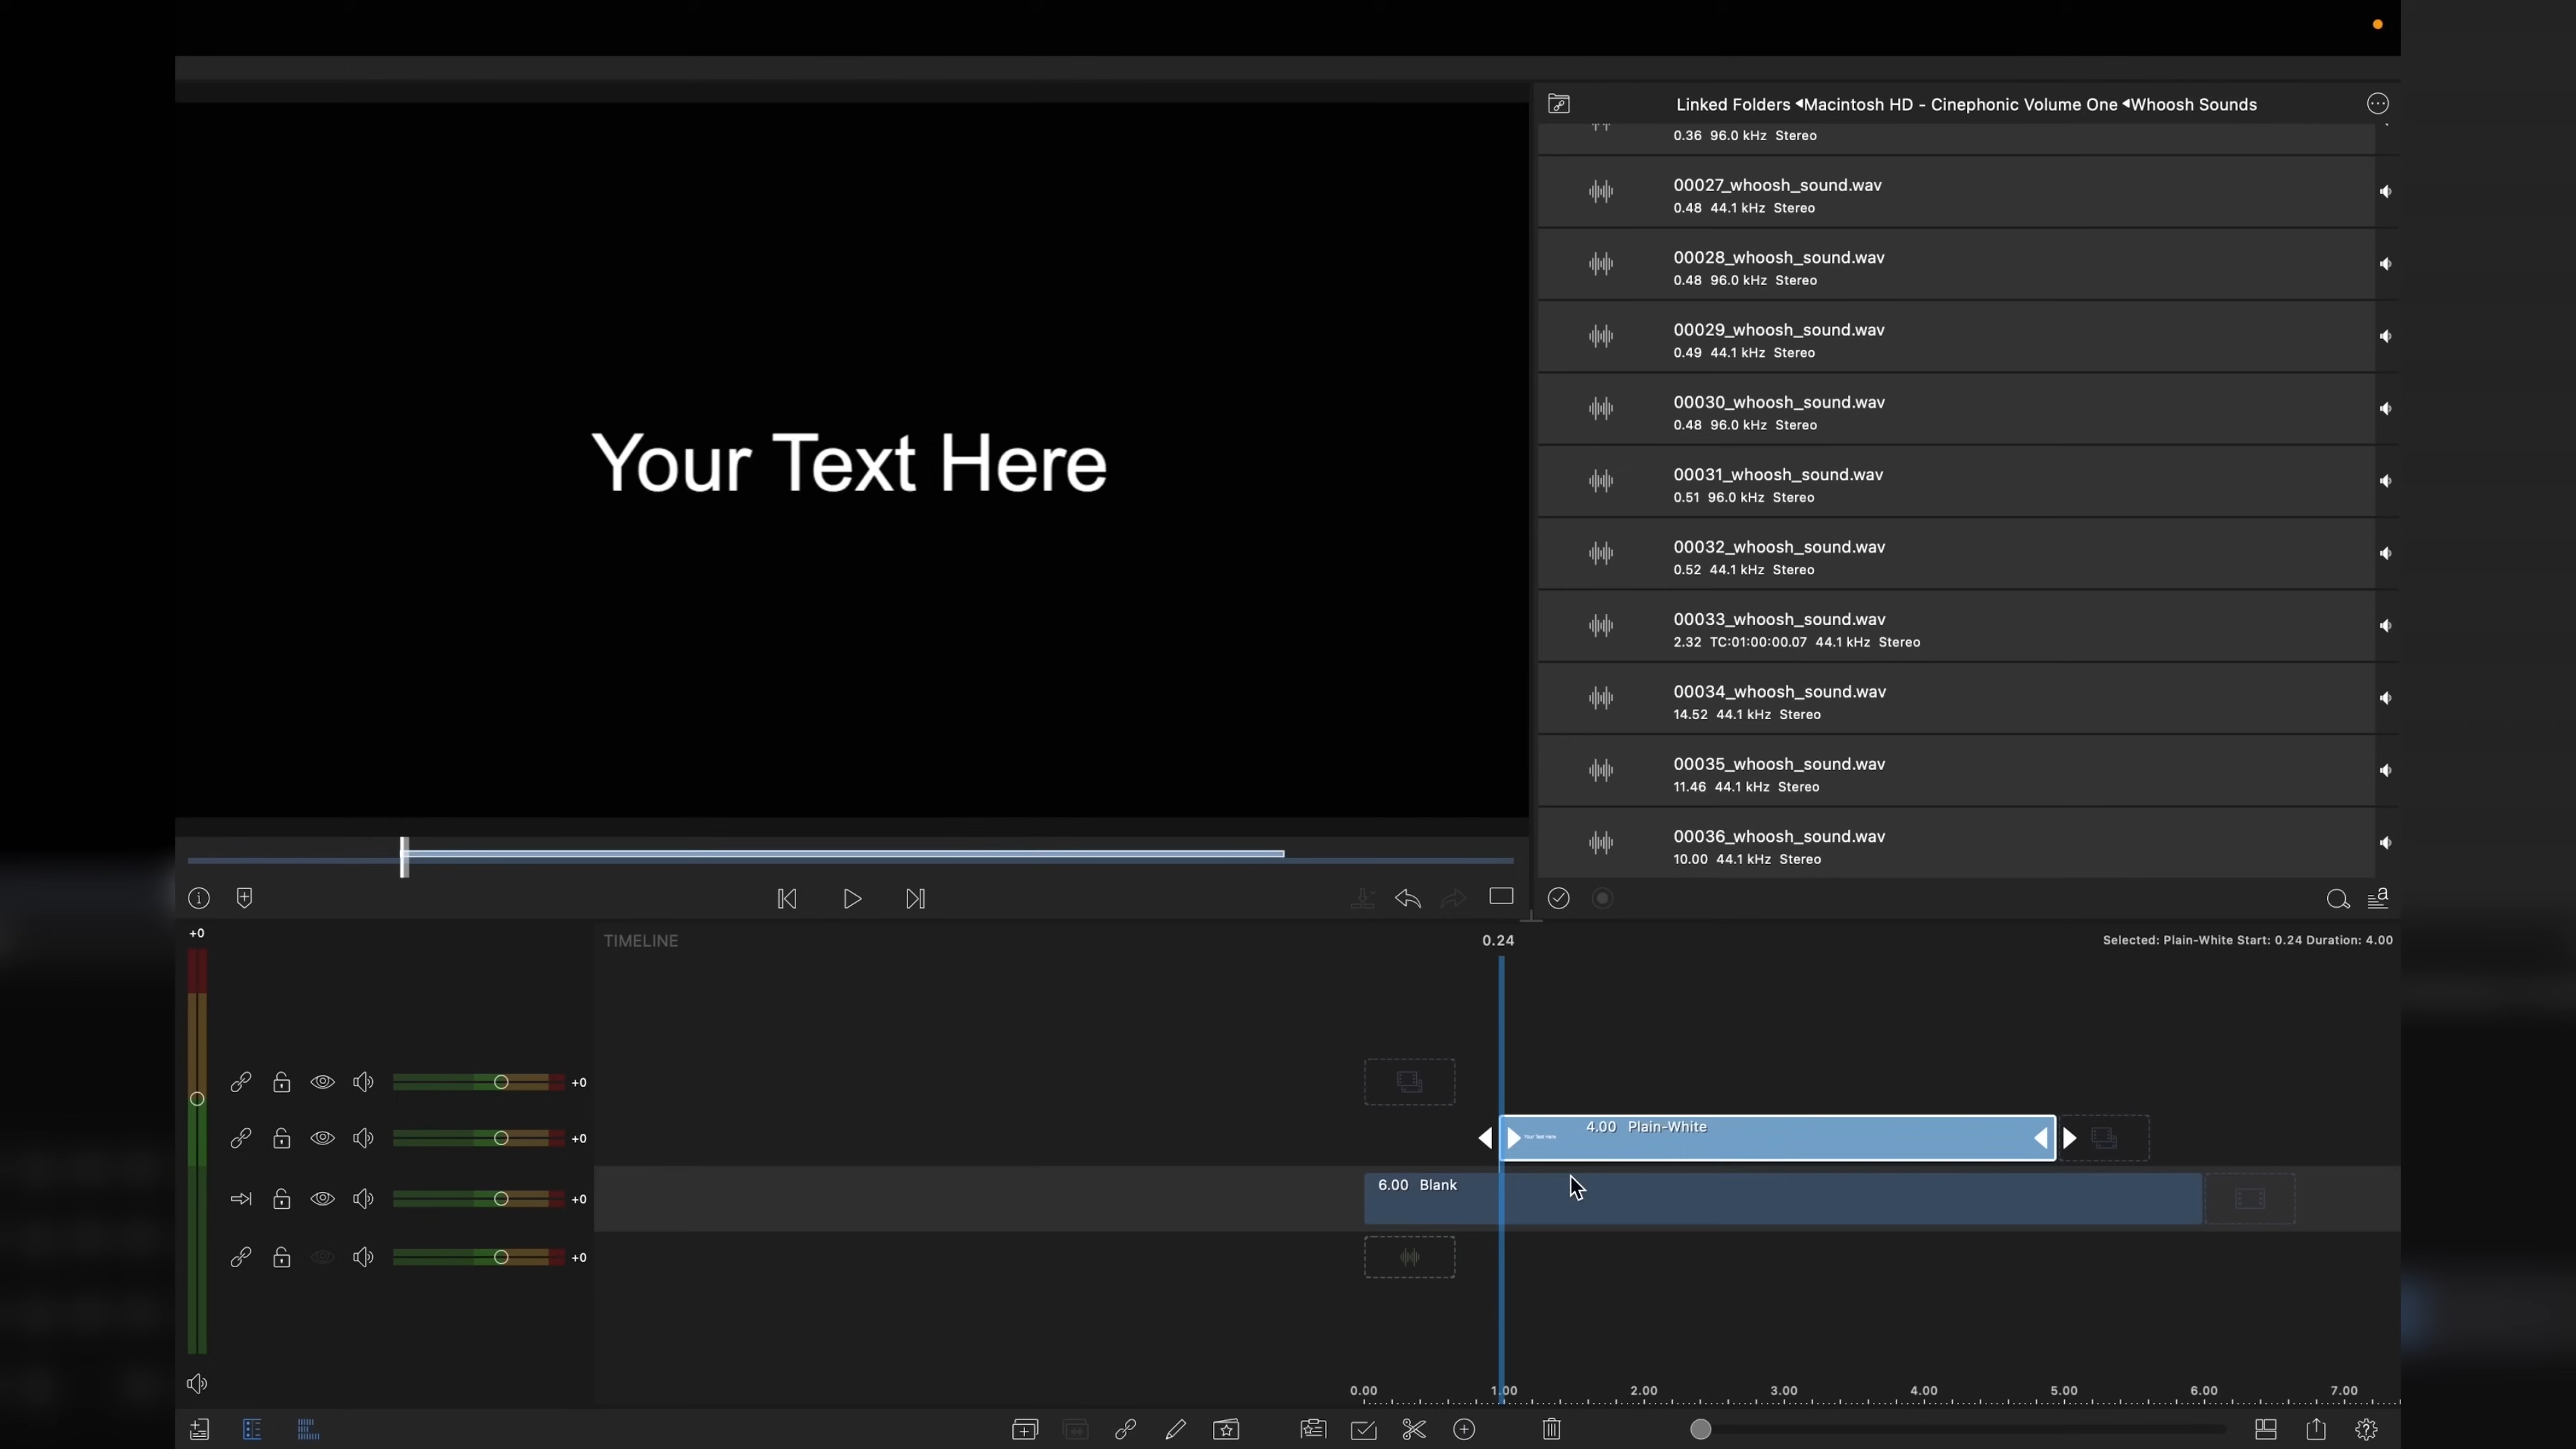 Linked Folders ◂Macintosh HD - Cinephonic Volume One ◂Whoosh Sounds
0.36 96.0 kHz Stereo
00027_whoosh_sound.wav
0.48 44.1 kHz Stereo
00028_whoosh_sound.wav
0.48 96.0 kHz Stereo
00029_whoosh_sound.wav
0.49 44.1 kHz Stereo
00030_whoosh_sound.wav
0.48 96.0 kHz Stereo
00031_whoosh_sound.wav
0.51 96.0 kHz Stereo
00032_whoosh_sound.wav
0.52 44.1 kHz Stereo
00033_whoosh_sound.wav
2.32 TC:01:00:00.07 44.1 kHz Stereo
00034_whoosh_sound.wav
14.52 44.1 kHz Stereo
00035_whoosh_sound.wav
11.46 44.1 kHz Stereo
00036_whoosh_sound.wav
10.00 44.1 kHz Stereo
Your Text Here
+0
TIMELINE
0.24
Selected: Plain-White Start: 0.24 Duration: 4.00
+0
+0
Your Text Here
4.00 Plain-White
+0
6.00 Blank
+0
0.00 1.00 2.00 3.00 4.00 5.00 6.00 7.00